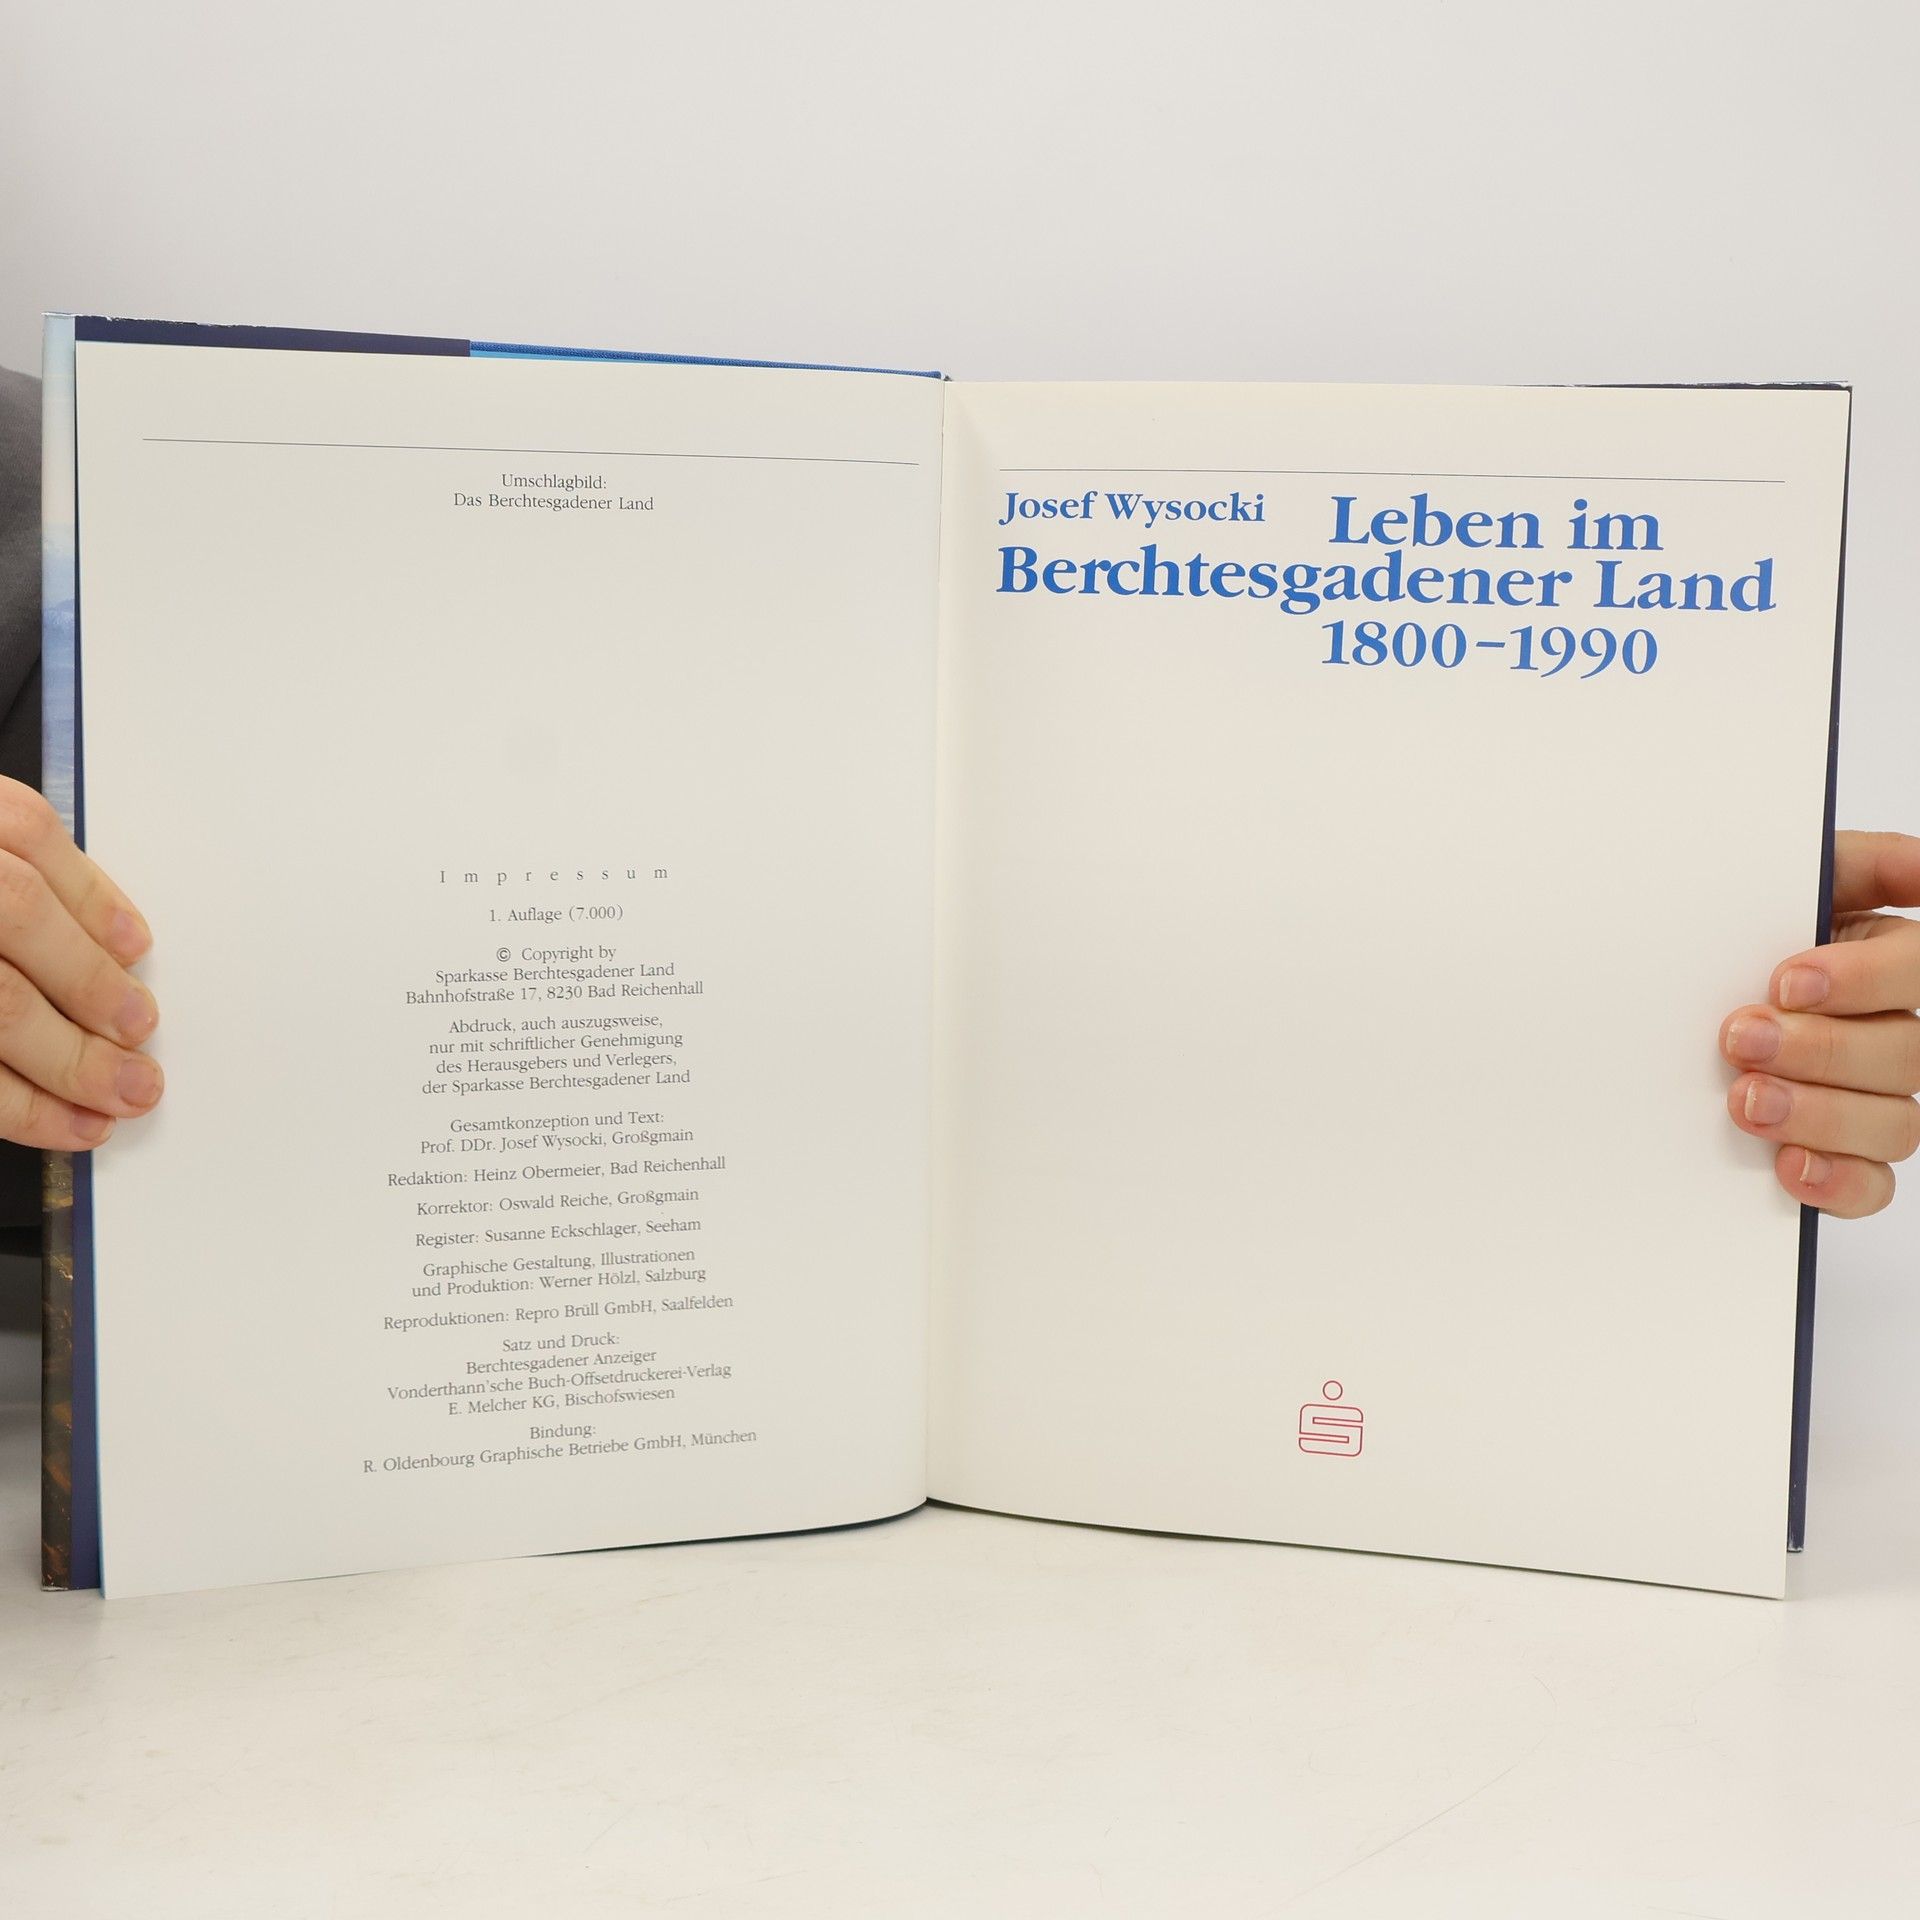 Umschlagbild:
Das Berchtesgadener Land
I m p r e s s u m
1. Auflage (7.000)
© Copyright by
Sparkasse Berchtesgadener Land
Bahnhofstraße 17, 8230 Bad Reichenhall
Abdruck, auch auszugsweise,
nur mit schriftlicher Genehmigung
des Herausgebers und Verlegers,
der Sparkasse Berchtesgadener Land
Gesamtkonzeption und Text:
Prof. DDr. Josef Wysocki, Großgmain
Redaktion: Heinz Obermeier, Bad Reichenhall
Korrektor: Oswald Reiche, Großgmain
Register: Susanne Eckschlager, Seeham
Graphische Gestaltung, Illustrationen
und Produktion: Werner Hölzl, Salzburg
Reproduktionen: Repro Brüll GmbH, Saalfelden
Satz und Druck:
Berchtesgadener Anzeiger
Vonderthann'sche Buch-Offsetdruckerei-Verlag
E. Melcher KG, Bischofswiesen
Bindung:
R. Oldenbourg Graphische Betriebe GmbH, München
Josef Wysocki Leben im
Berchtesgadener Land
1800–1990